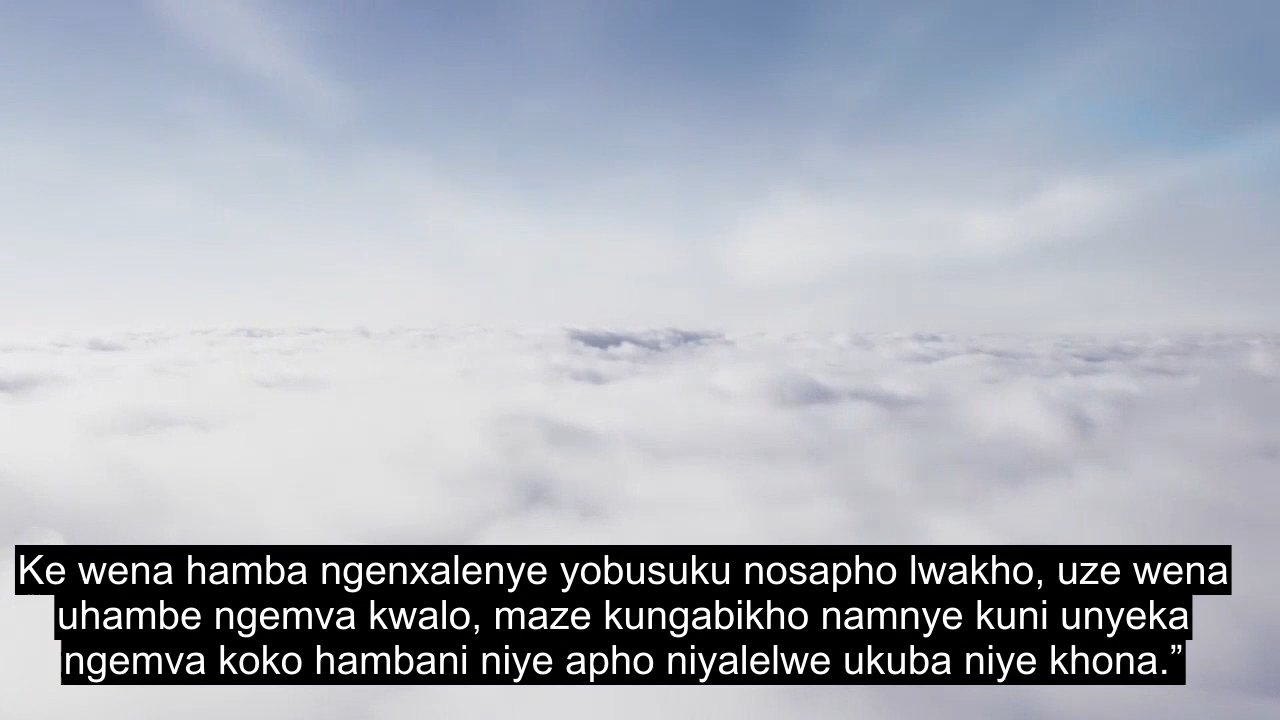 Ke wena hamba ngenxalenye yobusuku nosapho lwakho, uze wena
uhambe ngemva kwalo, maze kungabikho namnye kuni unyeka
ngemva koko hambani niye apho niyalelwe ukuba niye khona.”